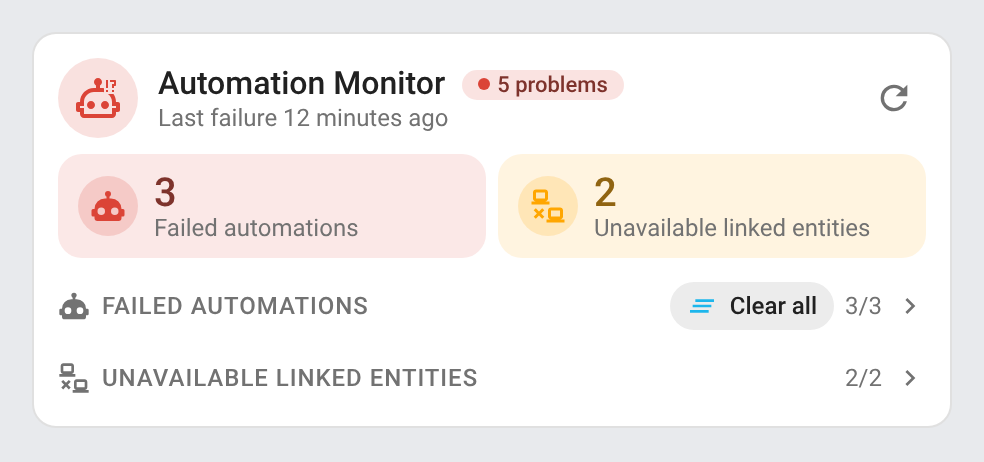 Automation Monitor
5 problems
Last failure 12 minutes ago
3
Failed automations
2
Unavailable linked entities
FAILED AUTOMATIONS
Clear all
3/3
UNAVAILABLE LINKED ENTITIES
2/2